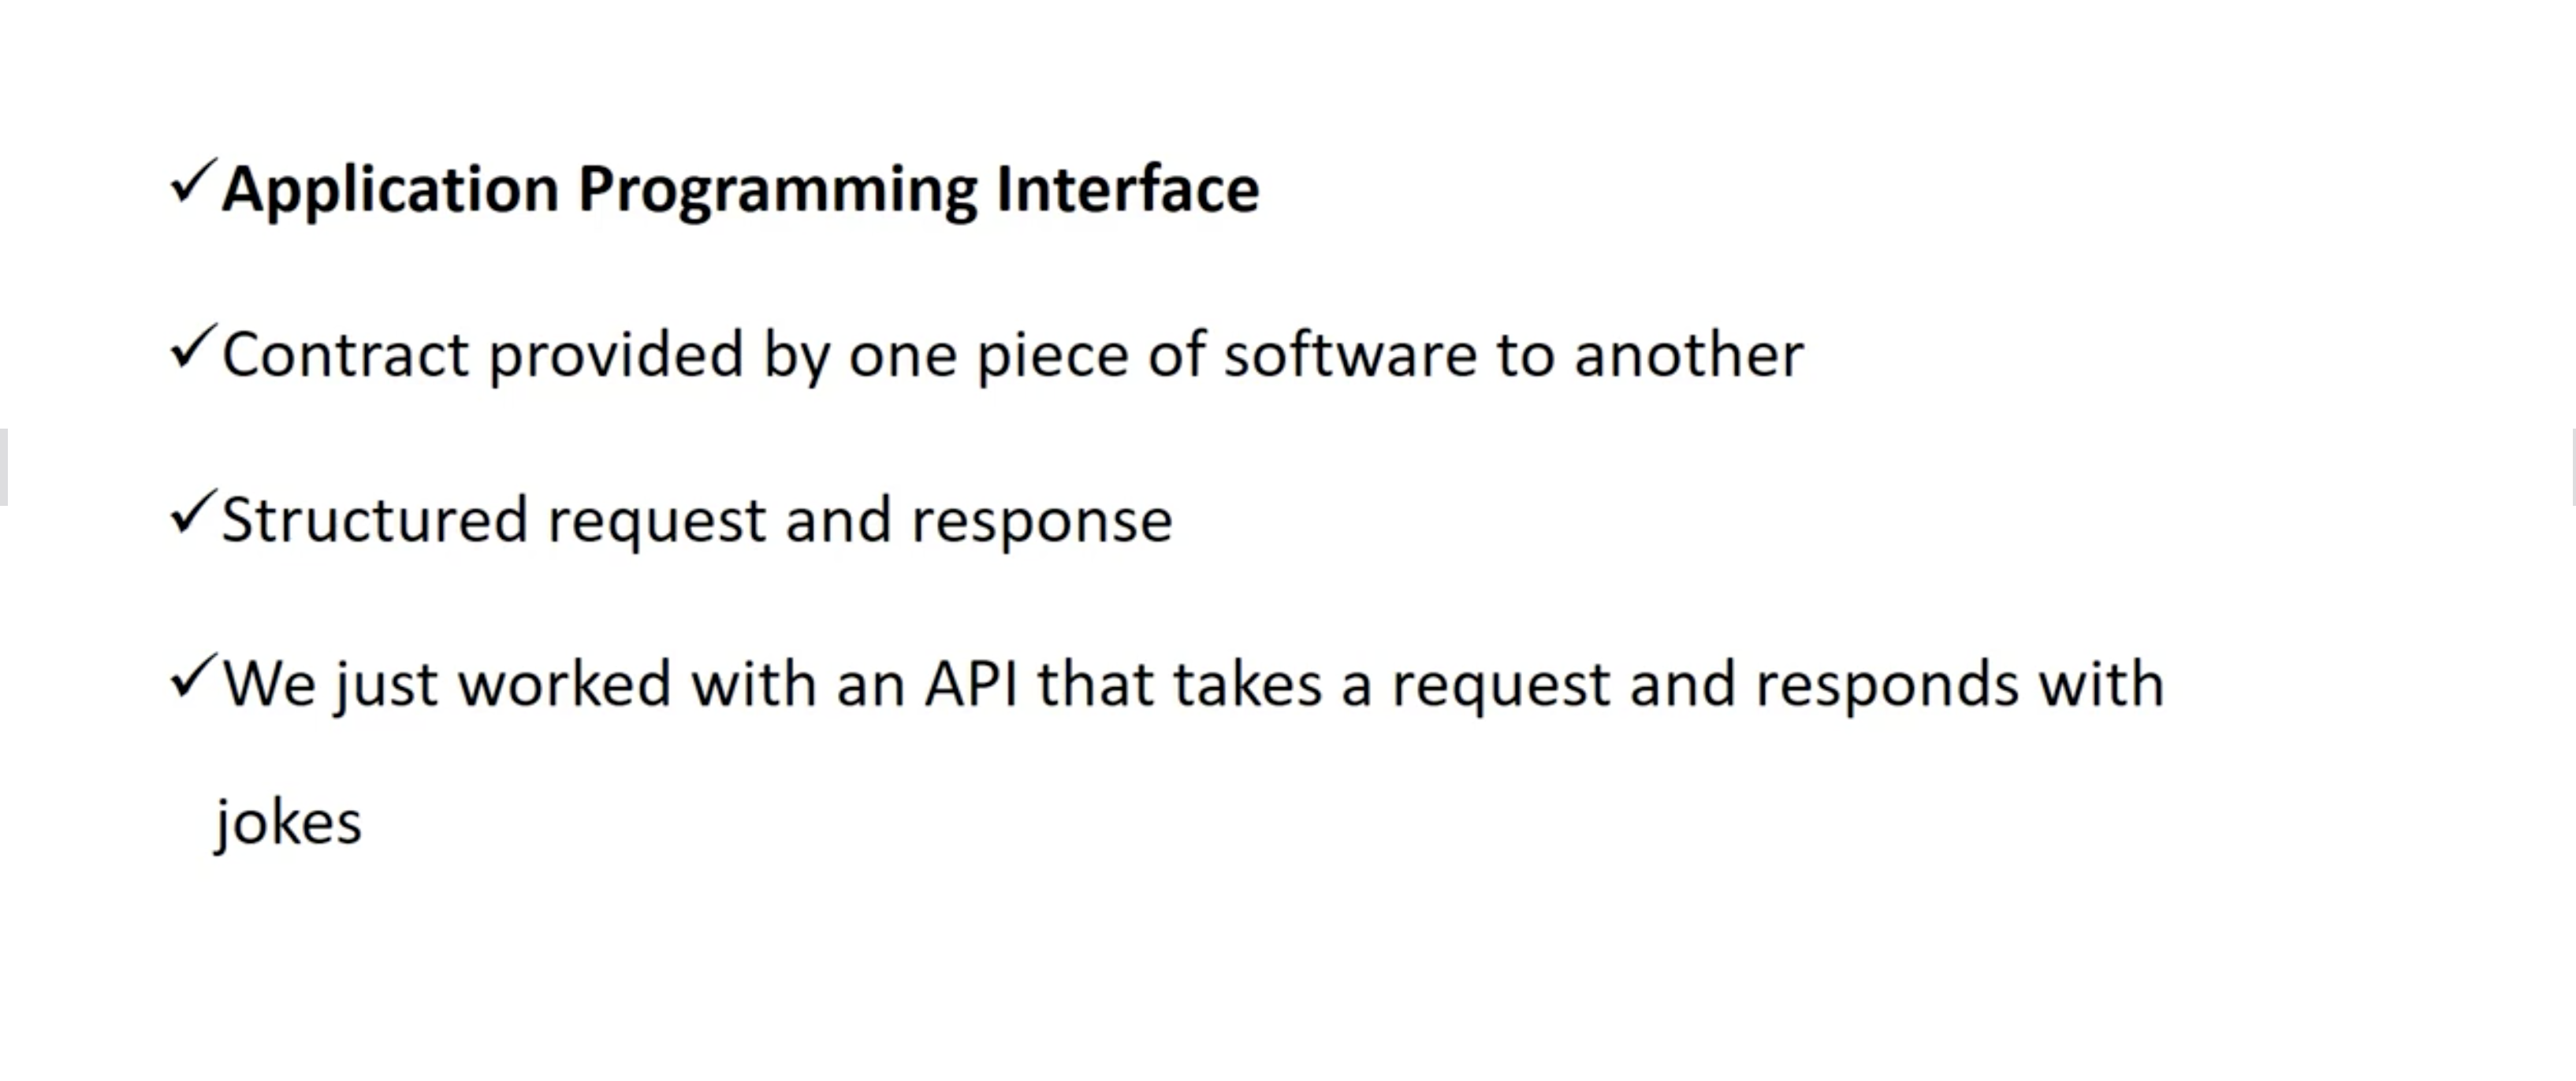 ✓Application Programming Interface
✓Contract provided by one piece of software to another
✓Structured request and response
✓We just worked with an API that takes a request and responds with
jokes